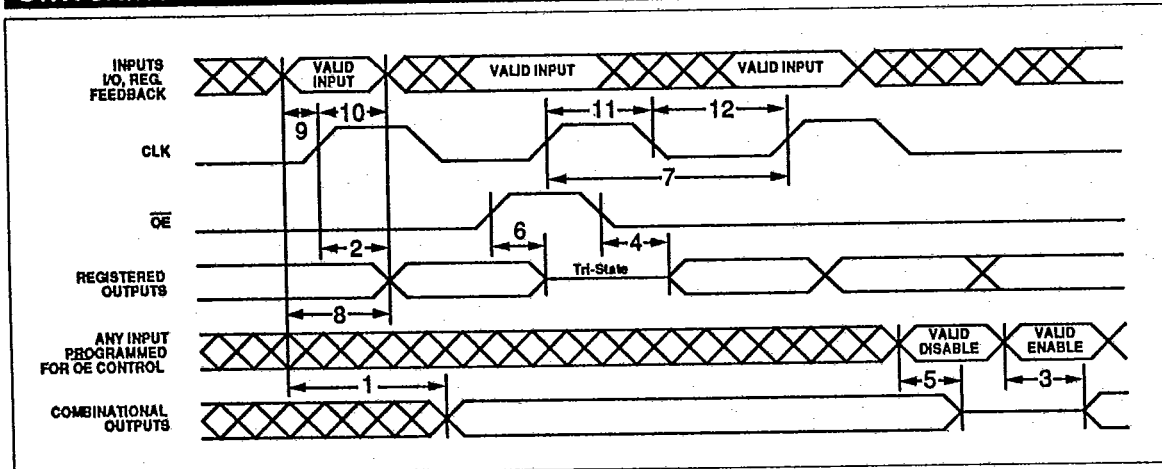 INPUTS
I/O, REG.
FEEDBACK
VALID
INPUT
VALID INPUT
VALID INPUT
9
10
11
12
CLK
7
OE
6
4
2
Tri-State
REGISTERED
OUTPUTS
8
ANY INPUT
PROGRAMMED
FOR OE CONTROL
VALID
DISABLE
VALID
ENABLE
1
5
3
COMBINATIONAL
OUTPUTS